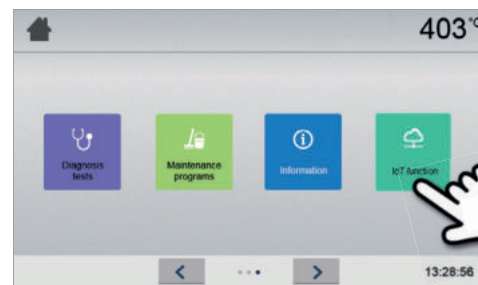 403°C
Diagnosis
tests
Maintenance
programs
Information
IoT function
13:28:56